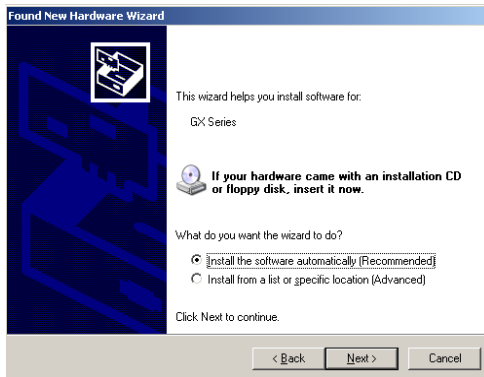 Found New Hardware Wizard
This wizard helps you install software for:
GX Series
If your hardware came with an installation CD
or floppy disk, insert it now.
What do you want the wizard to do?
Install the software automatically (Recommended)
Install from a list or specific location (Advanced)
Click Next to continue.
< Back Next > Cancel